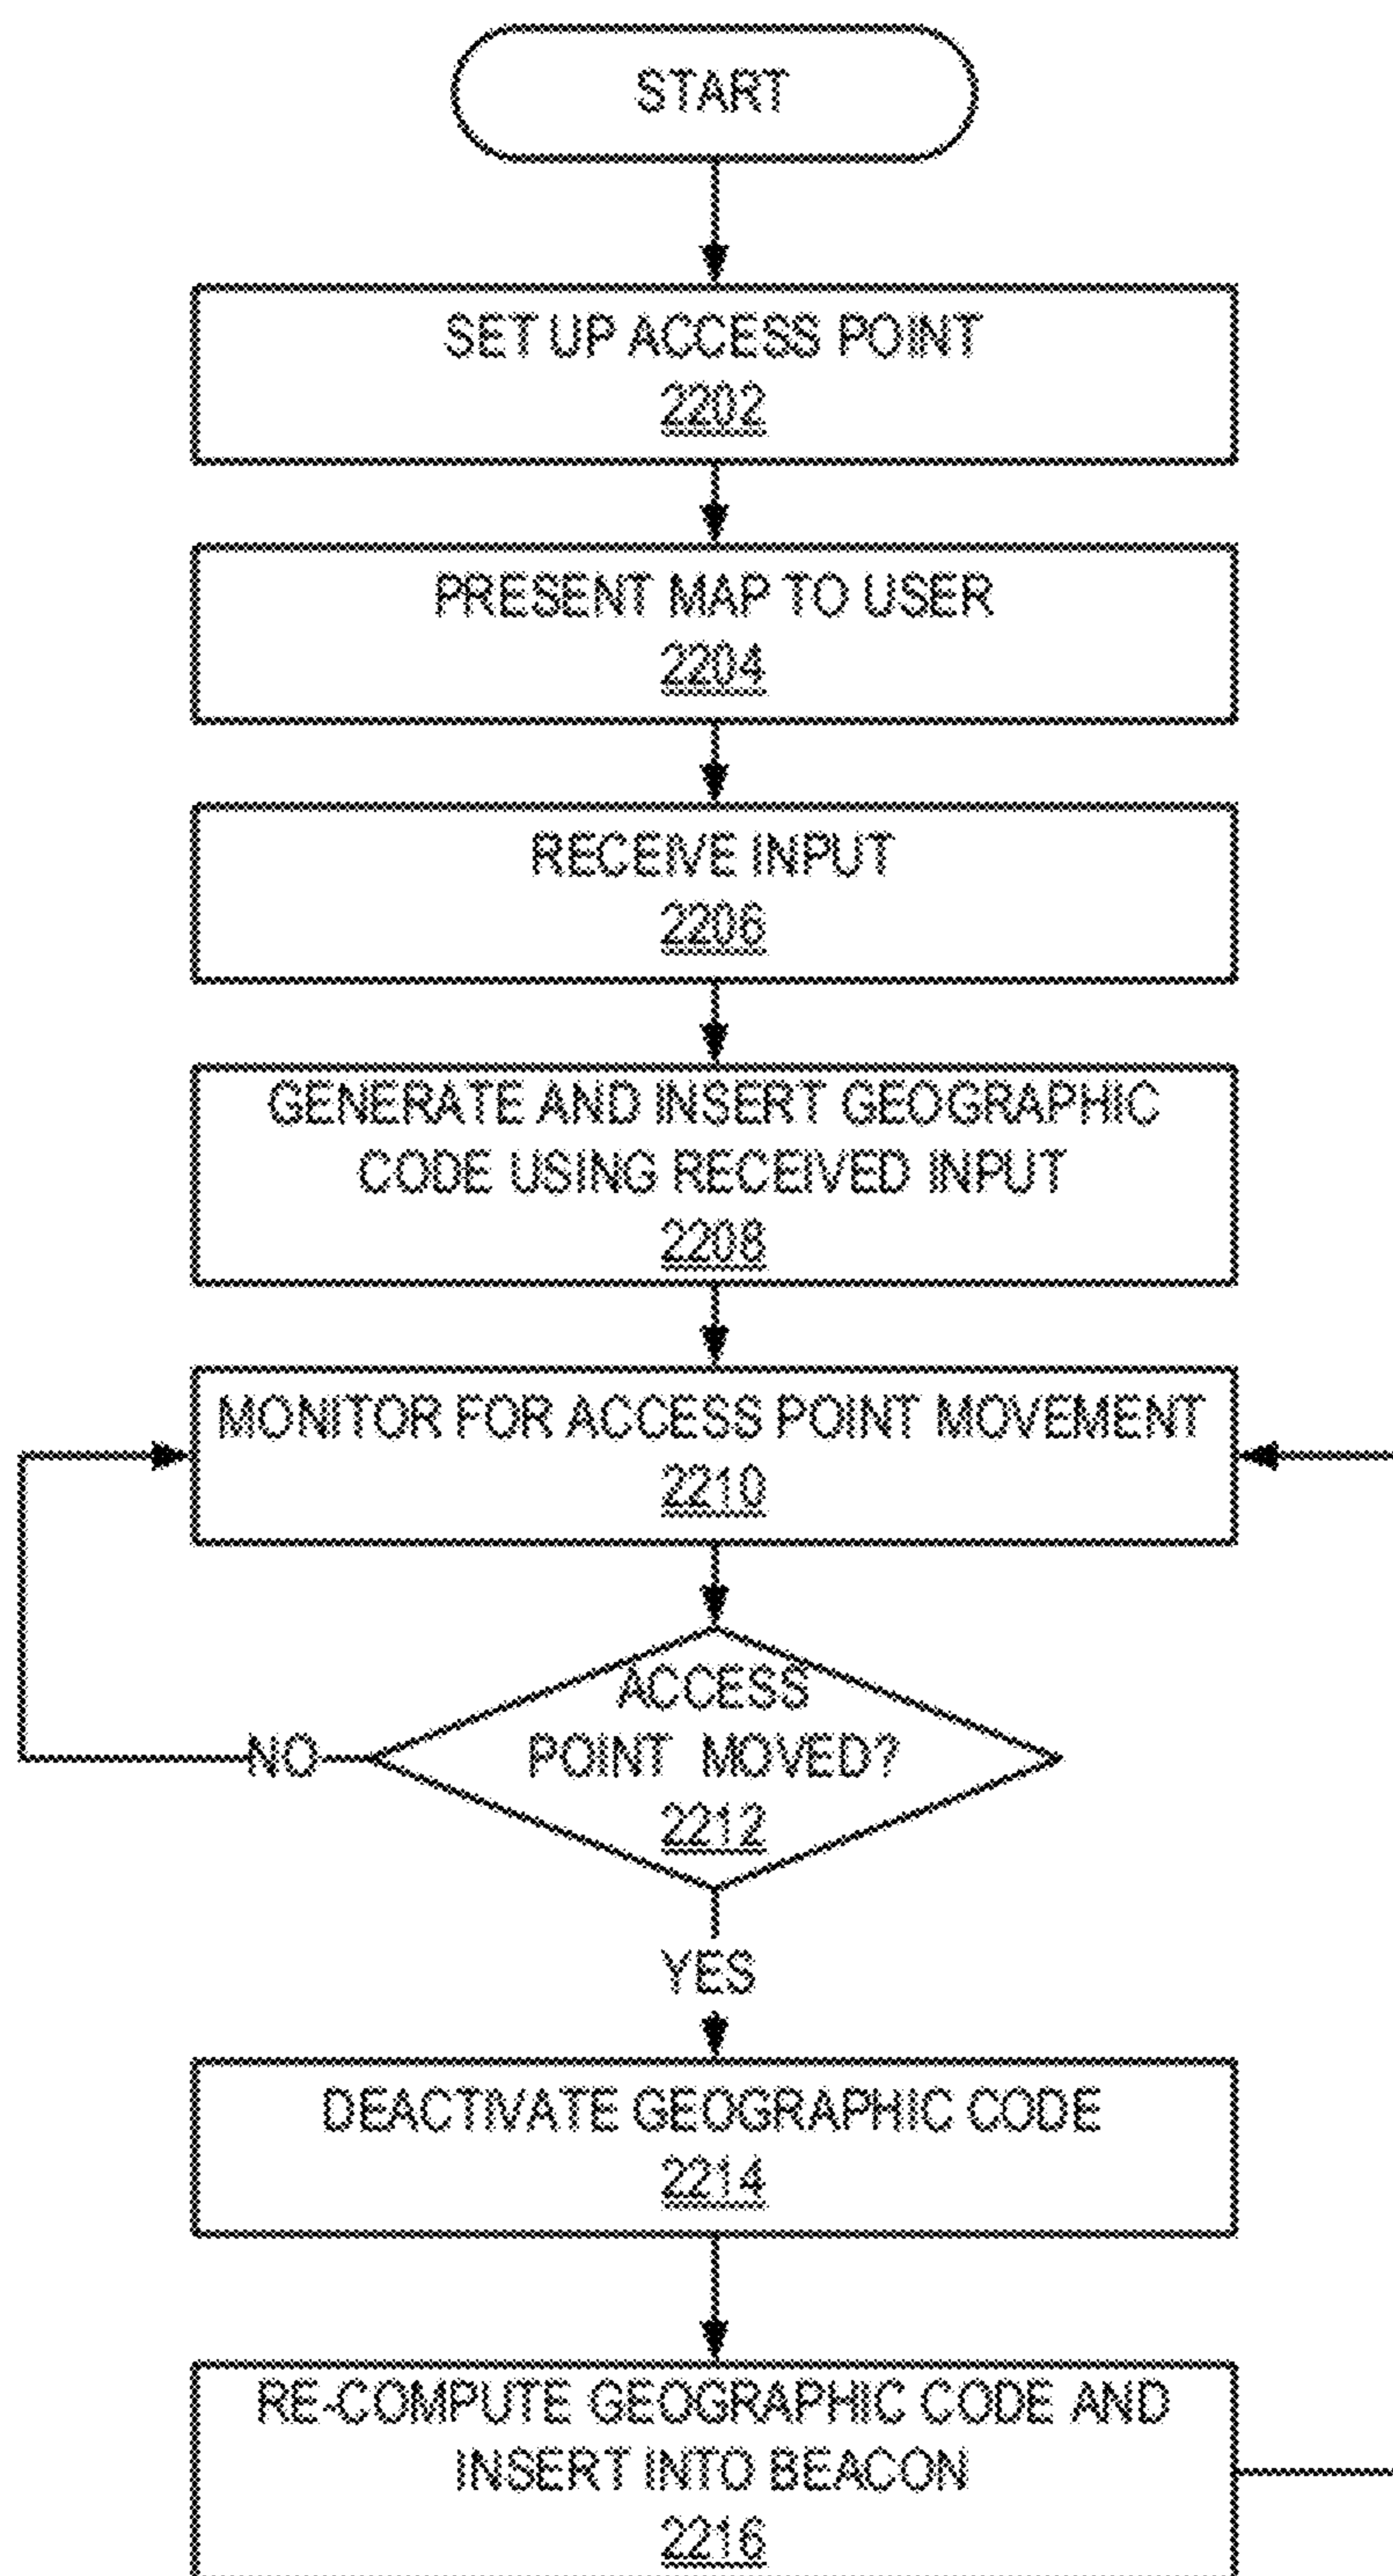 START
SET UP ACCESS POINT
2202
PRESENT MAP TO USER
2204
RECEIVE INPUT
2206
GENERATE AND INSERT GEOGRAPHIC
CODE USING RECEIVED INPUT
2208
MONITOR FOR ACCESS POINT MOVEMENT
2210
ACCESS
POINT MOVED?
2212
NO
YES
DEACTIVATE GEOGRAPHIC CODE
2214
RE-COMPUTE GEOGRAPHIC CODE AND
INSERT INTO BEACON
2216